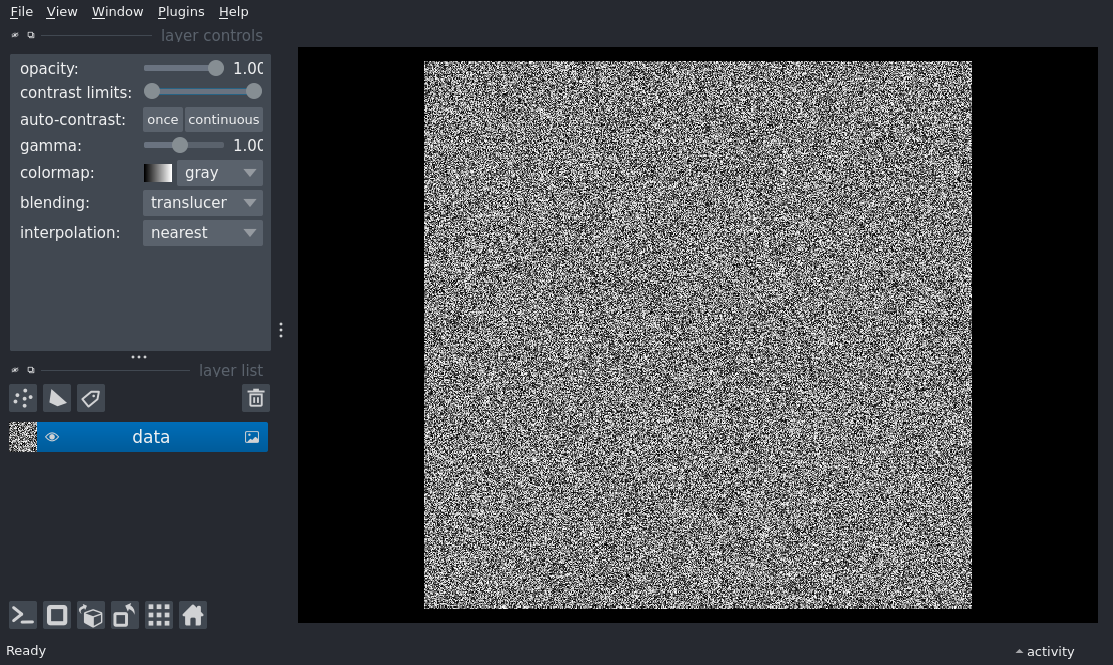 File View Window Plugins Help
layer controls
opacity: 1.00
contrast limits:
auto-contrast: once continuous
gamma: 1.00
colormap: gray
blending: translucer
interpolation: nearest
layer list
data
Ready
activity